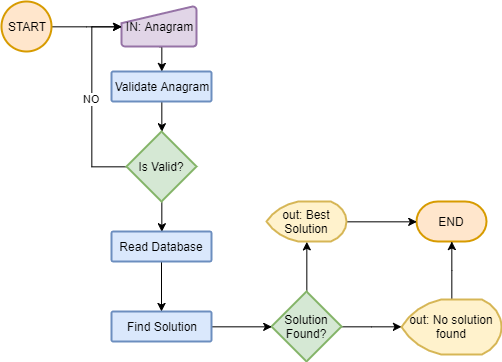 START
IN: Anagram
Validate Anagram
NO
Is Valid?
Read Database
Find Solution
out: Best
Solution
END
Solution
Found?
out: No solution
found